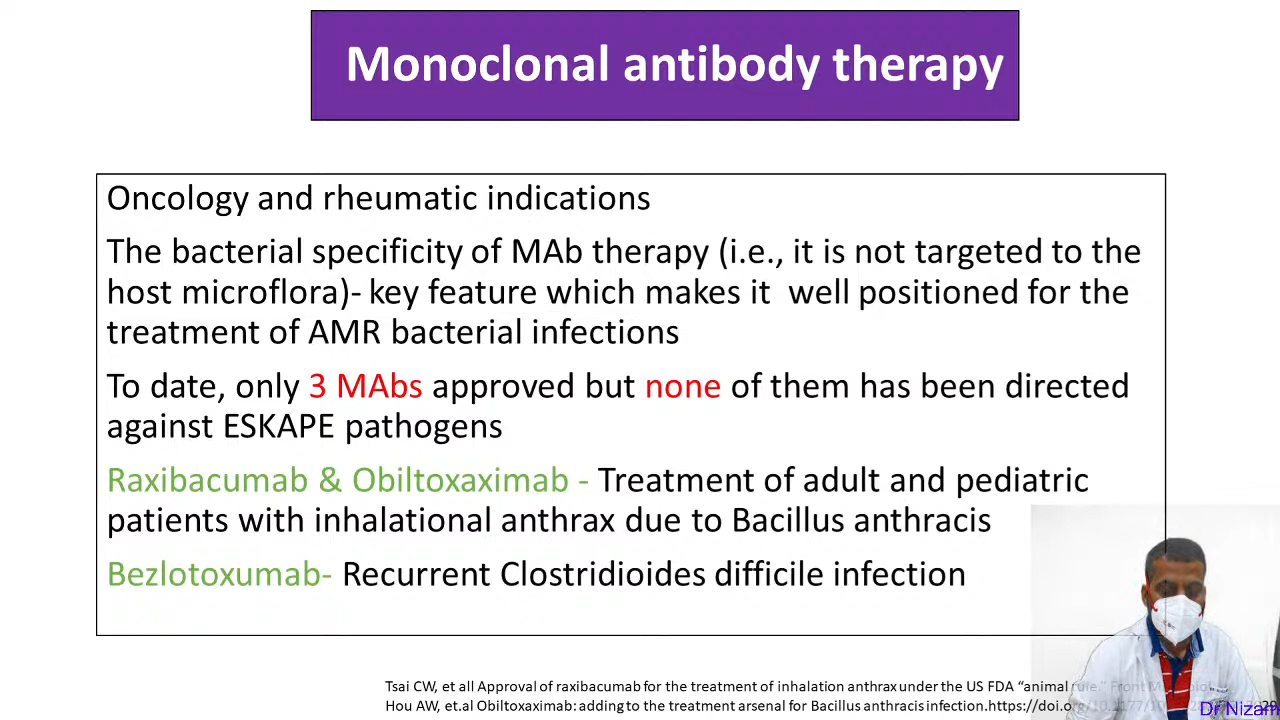 Monoclonal antibody therapy
Oncology and rheumatic indications
The bacterial specificity of MAb therapy (i.e., it is not targeted to the
host microflora)- key feature which makes it well positioned for the
treatment of AMR bacterial infections
To date, only 3 MAbs approved but none of them has been directed
against ESKAPE pathogens
Raxibacumab & Obiltoxaximab - Treatment of adult and pediatric
patients with inhalational anthrax due to Bacillus anthracis
Bezlotoxumab- Recurrent Clostridioides difficile infection
Tsai CW, et al. Approval of raxibacumab for the treatment of inhalation anthrax under the US FDA “animal rule.” Front
Hou AW, et.al Obiltoxaximab: adding to the treatment arsenal for Bacillus anthracis infection.https://doi.org/10.1177/
Dr Nizam